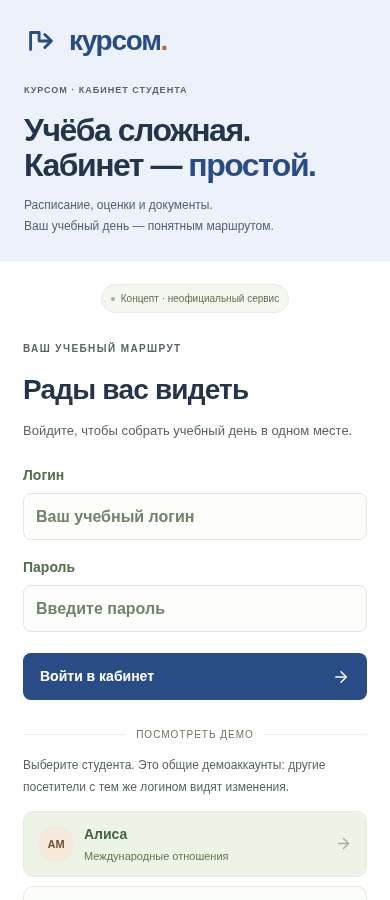 курсом.
КУРСОМ · КАБИНЕТ СТУДЕНТА
Учёба сложная.
Кабинет — простой.
Расписание, оценки и документы.
Ваш учебный день — понятным маршрутом.
Концепт · неофициальный сервис
ВАШ УЧЕБНЫЙ МАРШРУТ
Рады вас видеть
Войдите, чтобы собрать учебный день в одном месте.
Логин
Ваш учебный логин
Пароль
Введите пароль
Войти в кабинет
ПОСМОТРЕТЬ ДЕМО
Выберите студента. Это общие демоаккаунты: другие
посетители с тем же логином видят изменения.
АМ
Алиса
Международные отношения